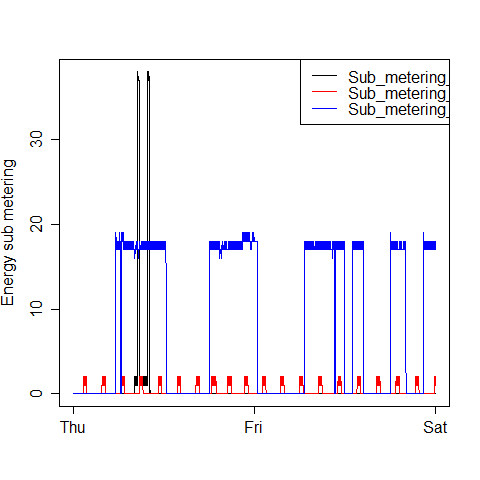 Sub_metering_
Sub_metering_
Sub_metering_
Energy sub metering
30
20
10
0
Thu Fri Sat